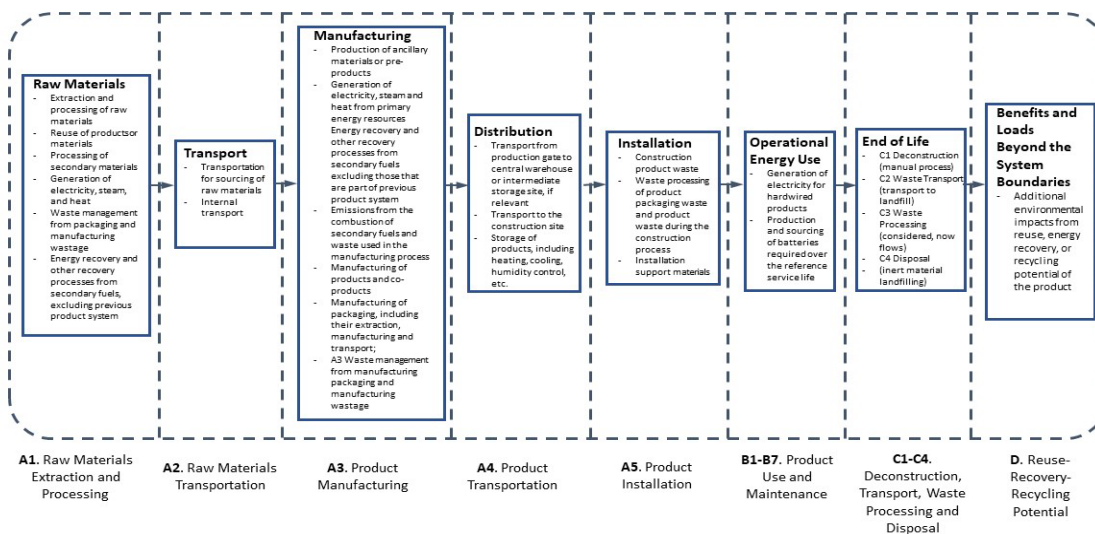 Raw Materials
- Extraction and
processing of raw
materials
- Reuse of productsor
materials
- Processing of
secondary materials
- Generation of
electricity, steam,
and heat
- Waste management
from packaging and
manufacturing
wastage
- Energy recovery and
other recovery
processes from
secondary fuels,
excluding previous
product system
Transport
- Transportation
for sourcing of
raw materials
- Internal
transport
Manufacturing
- Production of ancillary
materials or pre-
products
- Generation of
electricity, steam and
heat from primary
energy resources
Energy recovery and
other recovery
processes from
secondary fuels
excluding those that
are part of previous
product system
- Emissions from the
combustion of
secondary fuels and
waste used in the
manufacturing process
- Manufacturing of
products and co-
products
- Manufacturing of
packaging, including
their extraction,
manufacturing and
transport;
- A3 Waste management
from manufacturing
packaging and
manufacturing
wastage
Distribution
- Transport from
production gate to
central warehouse
or intermediate
storage site, if
relevant
- Transport to the
construction site
- Storage of
products, including
heating, cooling,
humidity control,
etc.
Installation
- Construction
product waste
- Waste processing
of product
packaging waste
and product
waste during the
construction
process
- Installation
support materials
Operational
Energy Use
- Generation of
electricity for
hardwired
products
- Production
and sourcing
of batteries
required over
the reference
service life
End of Life
- C1 Deconstruction
(manual process)
- C2 Waste Transport
(transport to
landfill)
- C3 Waste
Processing
(considered, now
flows)
- C4 Disposal
- (inert material
landfilling)
Benefits and
Loads
Beyond the
System
Boundaries
- Additional
environmental
impacts from
reuse, energy
recovery, or
recycling
potential of
the product
A1. Raw Materials
Extraction and
Processing
A2. Raw Materials
Transportation
A3. Product
Manufacturing
A4. Product
Transportation
A5. Product
Installation
B1-B7. Product
Use and
Maintenance
C1-C4.
Deconstruction,
Transport, Waste
Processing and
Disposal
D. Reuse-
Recovery-
Recycling
Potential